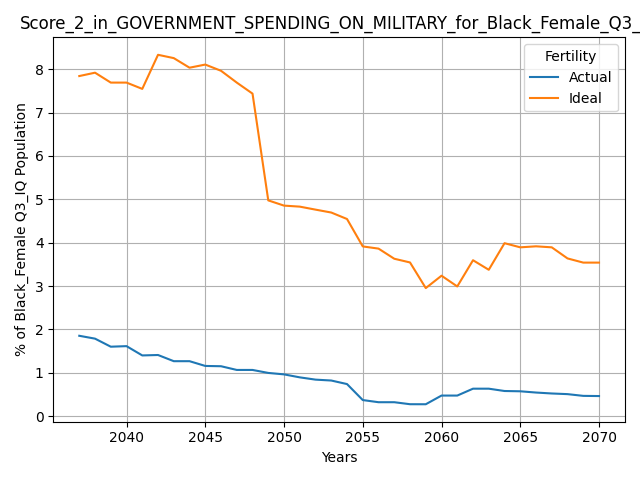 Score_2_in_GOVERNMENT_SPENDING_ON_MILITARY_for_Black_Female_Q3_
Fertility
Actual
Ideal
% of Black_Female Q3_IQ Population
8
7
6
5
4
3
2
1
0
2040 2045 2050 2055 2060 2065 2070
Years